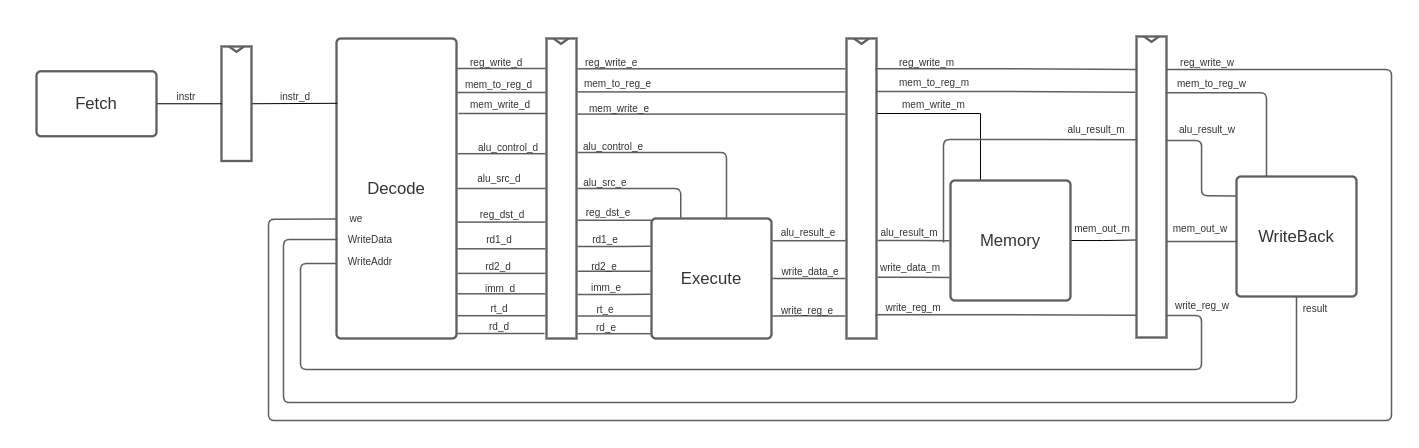 Fetch
instr
instr_d
Decode
we
WriteData
WriteAddr
reg_write_d
mem_to_reg_d
mem_write_d
alu_control_d
alu_src_d
reg_dst_d
rd1_d
rd2_d
imm_d
rt_d
rd_d
reg_write_e
mem_to_reg_e
mem_write_e
alu_control_e
alu_src_e
reg_dst_e
rd1_e
rd2_e
imm_e
rt_e
rd_e
Execute
alu_result_e
write_data_e
write_reg_e
reg_write_m
mem_to_reg_m
mem_write_m
alu_result_m
alu_result_m
write_data_m
write_reg_m
Memory
mem_out_m
reg_write_w
mem_to_reg_w
alu_result_w
mem_out_w
write_reg_w
WriteBack
result